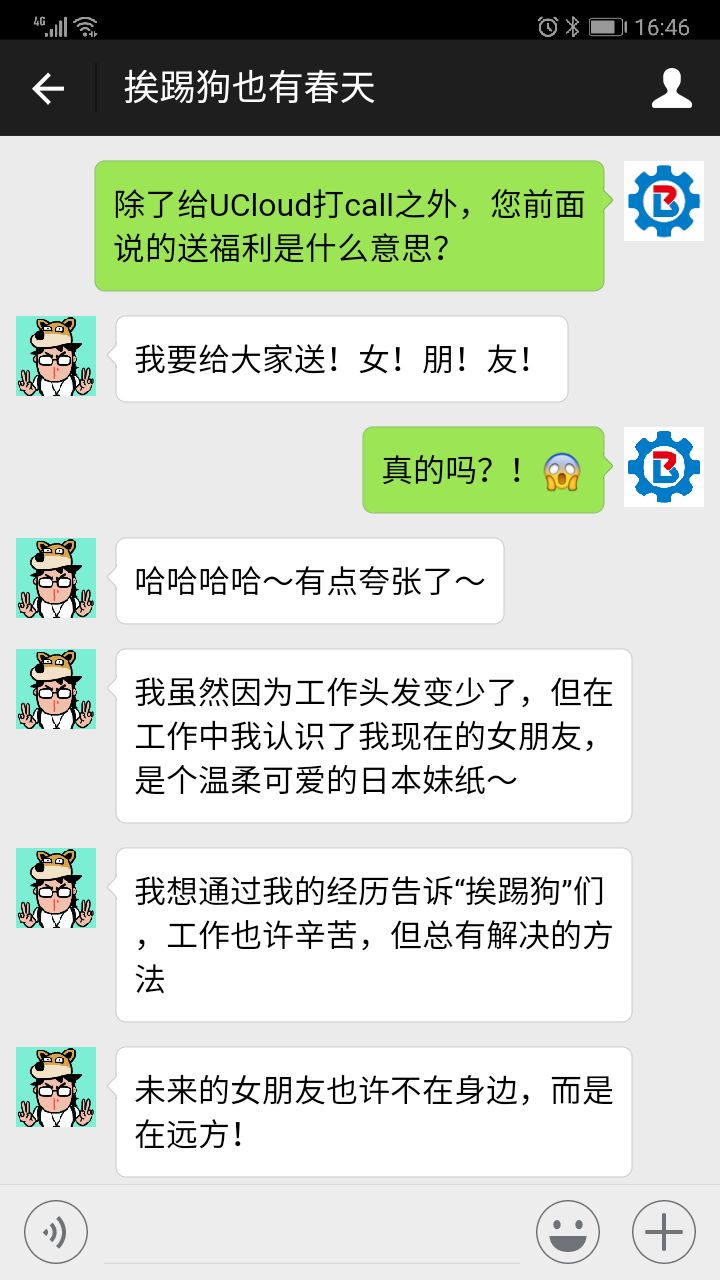 4G
16:46
挨踢狗也有春天
除了给UCloud打call之外，您前面
说的送福利是什么意思？
我要给大家送！女！朋！友！
真的吗？！😱
哈哈哈哈～有点夸张了～
我虽然因为工作头发变少了，但在
工作中我认识了我现在的女朋友，
是个温柔可爱的日本妹纸～
我想通过我的经历告诉“挨踢狗”们
，工作也许辛苦，但总有解决的方
法
未来的女朋友也许不在身边，而是
在远方！